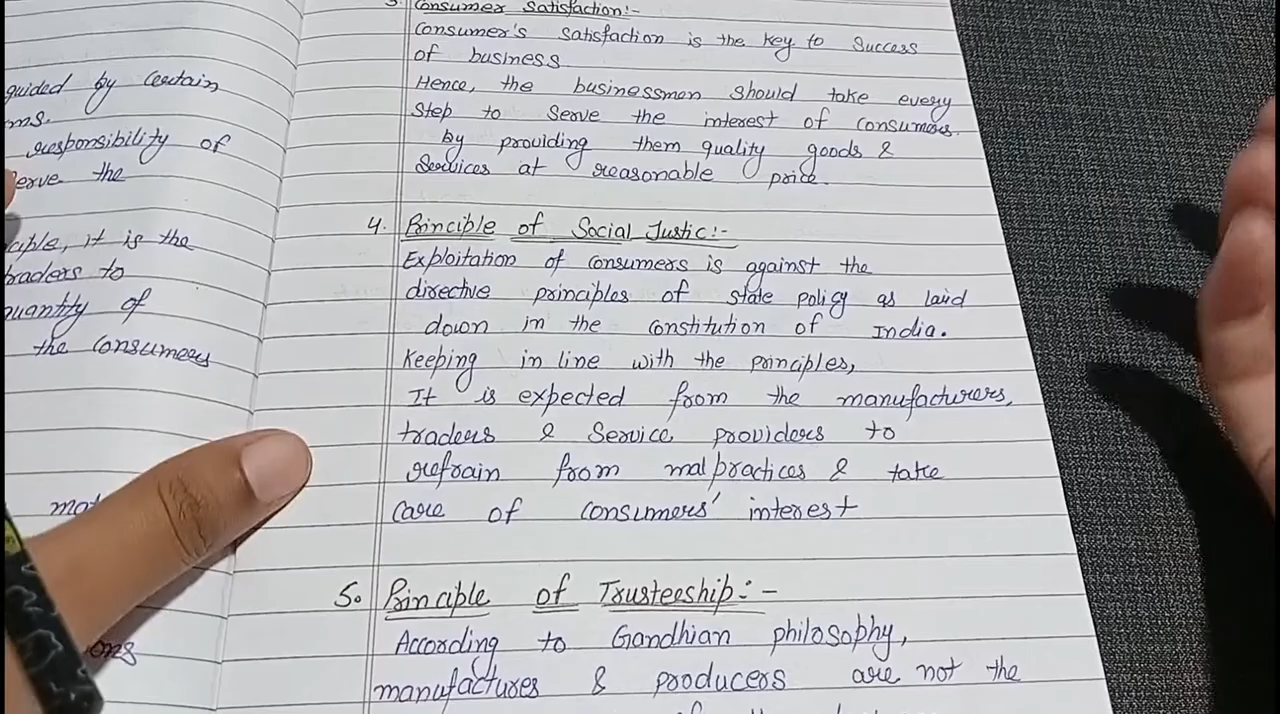 guided by certain
ms.
responsibility of
erve the
ciple, it is the
traders to
quantity of
the consumers
mot
ons
3. Consumer Satisfaction:-
Consumer's Satisfaction is the key to Success
of business
Hence, the businessmen should take every
Step to Serve the interest of consumers.
by providing them quality goods &
Services at reasonable price.
4. Principle of Social Justic:-
Exploitation of consumers is against the
directive principles of state policy as laid
down in the constitution of India.
Keeping in line with the principles,
It is expected from the manufacturers,
traders & Service providers to
refrain from malpractices & take
care of consumers' interest
5. Principle of Trusteeship:-
According to Gandhian philosophy,
manufactures & producers are not the